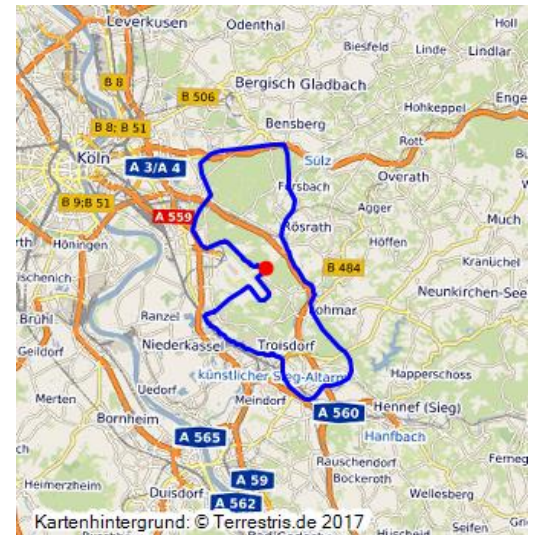 Leverkusen
Odenthal
Holl
Biesfeld
Linde
Lindlar
B 8
B 506
Bergisch Gladbach
Hohkeppel
Enge
B 8; B 51
Bensberg
Rott
Köln
A 3/A 4
Sülz
Overath
Forsbach
B 9;B 51
A 559
Agger
Much
Rösrath
Höningen
Höffen
Kranüchel
B 484
schenich
Neunkirchen-See
Brühl
Ranzel
Lohmar
Geildorf
Niederkassel
Troisdorf
künstlicher Sieg-Altarm
Happerschoss
Merten
Uedorf
Meindorf
A 560
Hennef (Sieg)
Bornheim
A 565
Hanfbach
Rauschendorf
Ferneg
Heimerzheim
A 59
Bockeroth
Duisdorf
A 562
Wellesberg
Kartenhintergrund: © Terrestris.de 2017
Seifen